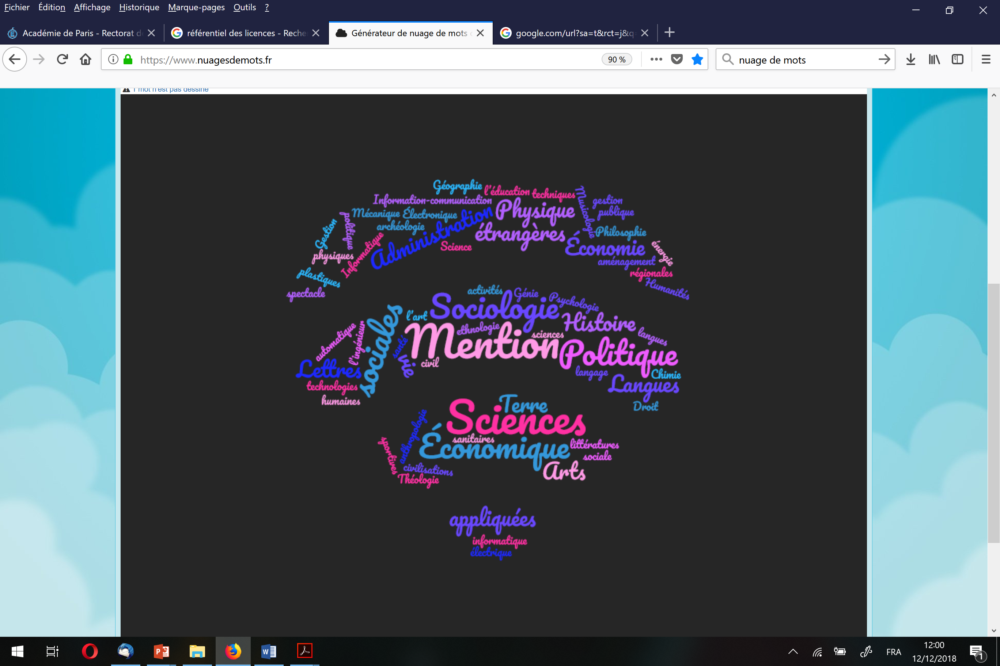 Fichier Édition Affichage Historique Marque-pages Outils ?
Académie de Paris - Rectorat d
référentiel des licences - Reche
Générateur de nuage de mots
google.com/url?sa=t&rct=j&q=
https://www.nuagesdemots.fr
90 %
nuage de mots
1 mot n'est pas dessiné
Géographie
l'éducation
techniques
Musicologie
gestion
publique
Information-communication
Physique
Mécanique
Électronique
politique
Gestion
archéologie
Administration
étrangères
Philosophie
Science
Économie
énergie
physiques
Informatique
aménagement
régionales
plastiques
Humanités
spectacle
activités
Génie
Psychologie
l'art
Sociologie
Histoire
sociales
ethnologie
sciences
langues
automatique
l'ingénieur
santé
Mention
Politique
vie
civil
Lettres
langage
Chimie
technologies
Langues
humaines
Droit
Terre
Sciences
anthropologie
sportives
sanitaires
Économique
littératures
sociale
civilisations
Arts
Théologie
appliquées
informatique
électrique
FRA
12:00
12/12/2018
1